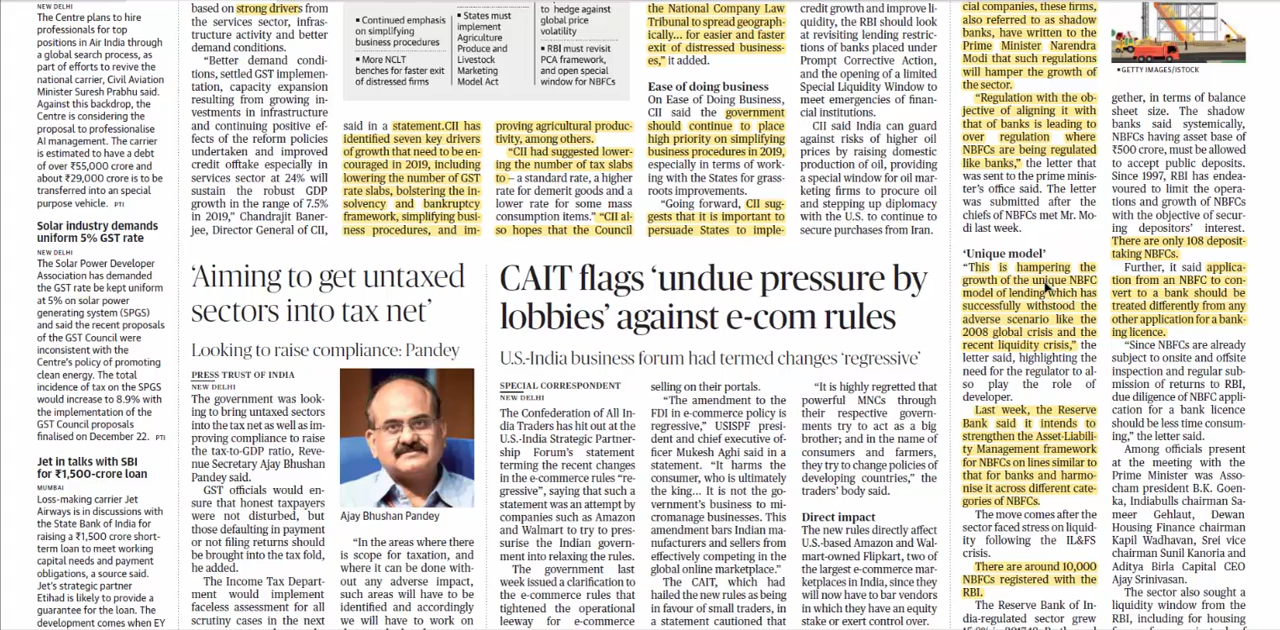 NEW DELHI
The Centre plans to hire
professionals for top
positions in Air India through
a global search process, as
part of efforts to revive the
national carrier, Civil Aviation
Minister Suresh Prabhu said.
Against this backdrop, the
Centre is considering the
proposal to professionalise
AI management. The carrier
is estimated to have a debt
of over ₹55,000 crore and
about ₹29,000 crore is to be
transferred into an special
purpose vehicle. PTI
Solar industry demands
uniform 5% GST rate
NEW DELHI
The Solar Power Developer
Association has demanded
the GST rate be kept uniform
at 5% on solar power
generating system (SPGS)
and said the recent proposals
of the GST Council were
inconsistent with the
Centre's policy of promoting
clean energy. The total
incidence of tax on the SPGS
would increase to 8.9% with
the implementation of the
GST Council proposals
finalised on December 22. PTI
Jet in talks with SBI
for ₹1,500-crore loan
MUMBAI
Loss-making carrier Jet
Airways is in discussions with
the State Bank of India for
raising a ₹1,500 crore short-
term loan to meet working
capital needs and payment
obligations, a source said.
Jet's strategic partner
Etihad is likely to provide a
guarantee for the loan. The
development comes when EY
based on strong drivers from
the services sector, infras-
tructure activity and better
demand conditions.
"Better demand condi-
tions, settled GST implemen-
tation, capacity expansion
resulting from growing in-
vestments in infrastructure
and continuing positive ef-
fects of the reform policies
undertaken and improved
credit offtake especially in
services sector at 24% will
sustain the robust GDP
growth in the range of 7.5%
in 2019," Chandrajit Baner-
jee, Director General of CII,
■ Continued emphasis
on simplifying
business procedures
■ More NCLT
benches for faster exit
of distressed firms
■ States must
implement
Agriculture
Produce and
Livestock
Marketing
Model Act
to hedge against
global price
volatility
■ RBI must revisit
PCA framework,
and open special
window for NBFCs
said in a statement.CII has
identified seven key drivers
of growth that need to be en-
couraged in 2019, including
lowering the number of GST
rate slabs, bolstering the in-
solvency and bankruptcy
framework, simplifying busi-
ness procedures, and im-
proving agricultural produc-
tivity, among others.
"CII had suggested lower-
ing the number of tax slabs
to – a standard rate, a higher
rate for demerit goods and a
lower rate for some mass
consumption items." "CII al-
so hopes that the Council
the National Company Law
Tribunal to spread geograph-
ically... for easier and faster
exit of distressed business-
es," it added.
Ease of doing business
On Ease of Doing Business,
CII said the government
should continue to place
high priority on simplifying
business procedures in 2019,
especially in terms of work-
ing with the States for grass-
roots improvements.
"Going forward, CII sug-
gests that it is important to
persuade States to imple-
credit growth and improve li-
quidity, the RBI should look
at revisiting lending restric-
tions of banks placed under
Prompt Corrective Action,
and the opening of a limited
Special Liquidity Window to
meet emergencies of finan-
cial institutions.
CII said India can guard
against risks of higher oil
prices by raising domestic
production of oil, providing
a special window for oil mar-
keting firms to procure oil
and stepping up diplomacy
with the U.S. to continue to
secure purchases from Iran.
'Aiming to get untaxed
sectors into tax net'
Looking to raise compliance: Pandey
PRESS TRUST OF INDIA
NEW DELHI
The government was look-
ing to bring untaxed sectors
into the tax net as well as im-
proving compliance to raise
the tax-to-GDP ratio, Reve-
nue Secretary Ajay Bhushan
Pandey said.
GST officials would en-
sure that honest taxpayers
were not disturbed, but
those defaulting in payment
or not filing returns should
be brought into the tax fold,
he added.
The Income Tax Depart-
ment would implement
faceless assessment for all
scrutiny cases in the next
Ajay Bhushan Pandey
"In the areas where there
is scope for taxation, and
where it can be done with-
out any adverse impact,
such areas will have to be
identified and accordingly
we will have to work on
CAIT flags 'undue pressure by
lobbies' against e-com rules
U.S.-India business forum had termed changes 'regressive'
SPECIAL CORRESPONDENT
NEW DELHI
The Confederation of All In-
dia Traders has hit out at the
U.S.-India Strategic Partner-
ship Forum's statement
terming the recent changes
in the e-commerce rules "re-
gressive", saying that such a
statement was an attempt by
companies such as Amazon
and Walmart to try to pres-
surise the Indian govern-
ment into relaxing the rules.
The government last
week issued a clarification to
the e-commerce rules that
tightened the operational
leeway for e-commerce
selling on their portals.
"The amendment to the
FDI in e-commerce policy is
regressive," USISPF presi-
dent and chief executive of-
ficer Mukesh Aghi said in a
statement. "It harms the
consumer, who is ultimately
the king... It is not the go-
vernment's business to mi-
cromanage businesses. This
amendment bars Indian ma-
nufacturers and sellers from
effectively competing in the
global online marketplace."
The CAIT, which had
hailed the new rules as being
in favour of small traders, in
a statement cautioned that
"It is highly regretted that
powerful MNCs through
their respective govern-
ments try to act as a big
brother; and in the name of
consumers and farmers,
they try to change policies of
developing countries," the
traders' body said.
Direct impact
The new rules directly affect
U.S.-based Amazon and Wal-
mart-owned Flipkart, two of
the largest e-commerce mar-
ketplaces in India, since they
will now have to bar vendors
in which they have an equity
stake or exert control over.
cial companies, these firms,
also referred to as shadow
banks, have written to the
Prime Minister Narendra
Modi that such regulations
will hamper the growth of
the sector.
"Regulation with the ob-
jective of aligning it with
that of banks is leading to
over regulation where
NBFCs are being regulated
like banks," the letter that
was sent to the prime minis-
ter's office said. The letter
was submitted after the
chiefs of NBFCs met Mr. Mo-
di last week.
'Unique model'
"This is hampering the
growth of the unique NBFC
model of lending which has
successfully withstood the
adverse scenario like the
2008 global crisis and the
recent liquidity crisis," the
letter said, highlighting the
need for the regulator to al-
so play the role of
developer.
Last week, the Reserve
Bank said it intends to
strengthen the Asset-Liabili-
ty Management framework
for NBFCs on lines similar to
that for banks and harmo-
nise it across different cate-
gories of NBFCs.
The move comes after the
sector faced stress on liquid-
ity following the IL&FS
crisis.
There are around 10,000
NBFCs registered with the
RBI.
The Reserve Bank of In-
dia-regulated sector grew
■ GETTY IMAGES/ISTOCK
gether, in terms of balance
sheet size. The shadow
banks said systemically,
NBFCs having asset base of
₹500 crore, must be allowed
to accept public deposits.
Since 1997, RBI has endea-
voured to limit the opera-
tions and growth of NBFCs
with the objective of secur-
ing depositors' interest.
There are only 108 deposit-
taking NBFCs.
Further, it said applica-
tion from an NBFC to con-
vert to a bank should be
treated differently from any
other application for a bank-
ing licence.
"Since NBFCs are already
subject to onsite and offsite
inspection and regular sub-
mission of returns to RBI,
due diligence of NBFC appli-
cation for a bank licence
should be less time consum-
ing," the letter said.
Among officials present
at the meeting with the
Prime Minister was Asso-
cham president B.K. Goen-
ka, Indiabulls chairman Sa-
meer Gehlaut, Dewan
Housing Finance chairman
Kapil Wadhavan, Srei vice
chairman Sunil Kanoria and
Aditya Birla Capital CEO
Ajay Srinivasan.
The sector also sought a
liquidity window from the
RBI, including for housing